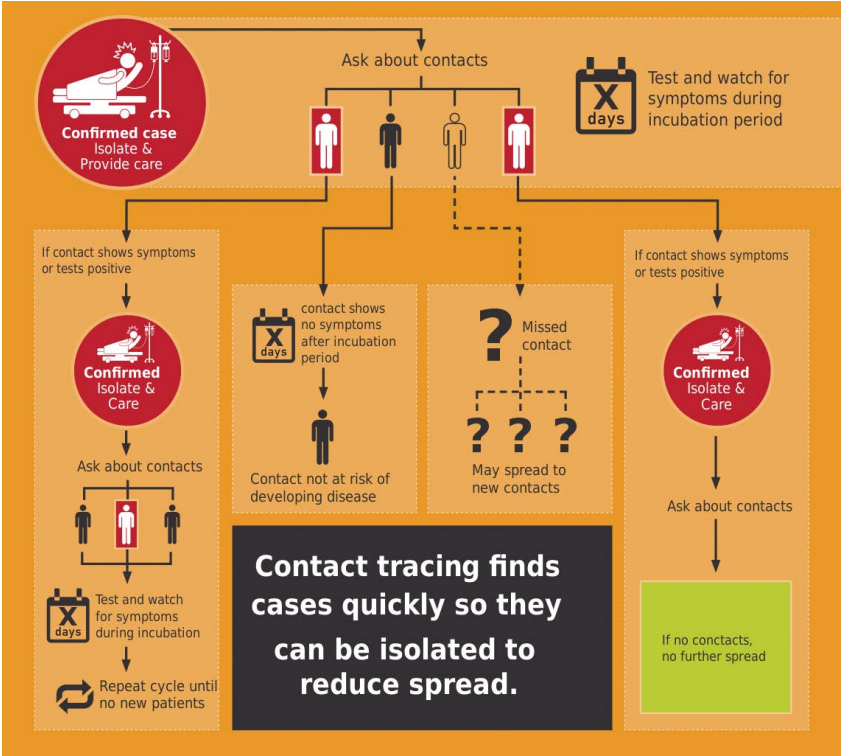 Confirmed case
Isolate &
Provide care
Ask about contacts
X
days
Test and watch for
symptoms during
incubation period
If contact shows symptoms
or tests positive
Confirmed
Isolate &
Care
Ask about contacts
X
days
Test and watch
for symptoms
during incubation
Repeat cycle until
no new patients
X
days
contact shows
no symptoms
after incubation
period
Contact not at risk of
developing disease
?
Missed
contact
? ? ?
May spread to
new contacts
If contact shows symptoms
or tests positive
Confirmed
Isolate &
Care
Ask about contacts
If no conctacts,
no further spread
Contact tracing finds
cases quickly so they
can be isolated to
reduce spread.